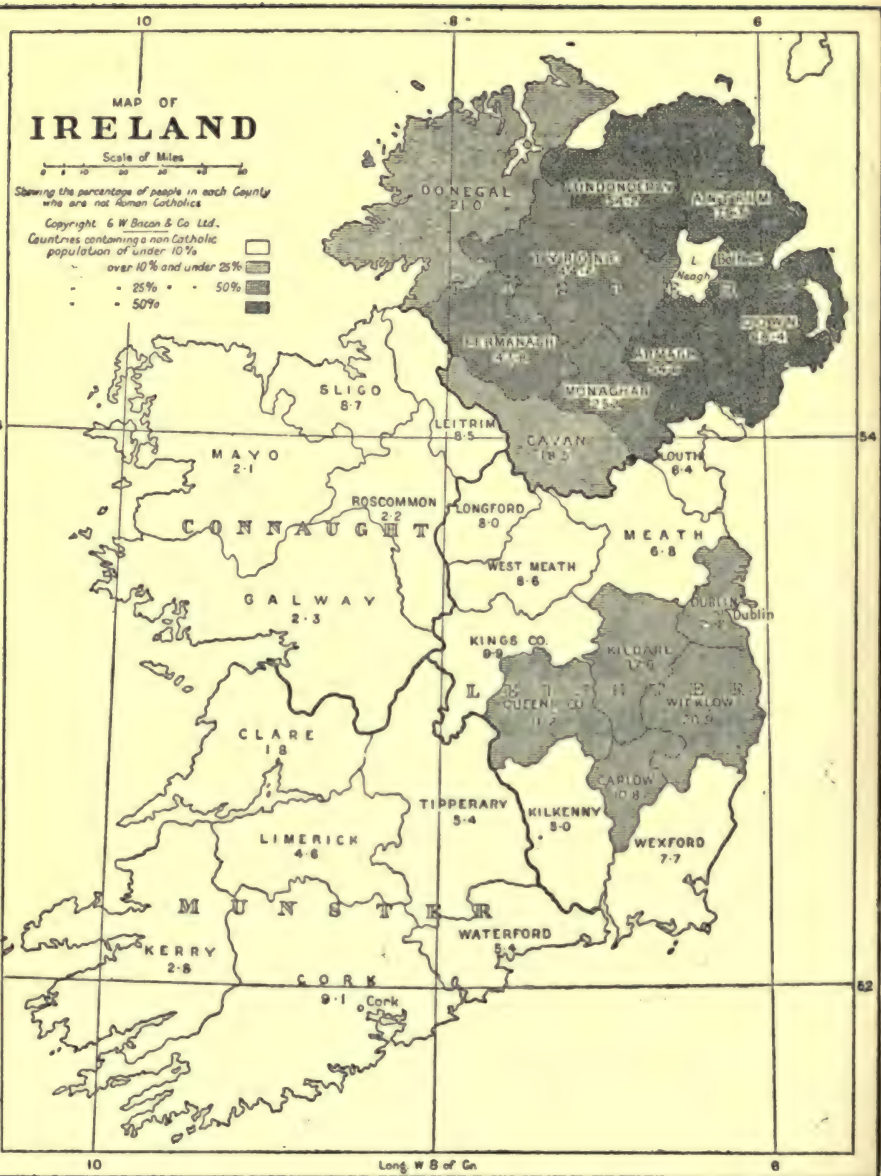 10
8
6
MAP OF
IRELAND
Scale of Miles
Shewing the percentage of people in each County
who are not Roman Catholics
Copyright G W Bacon & Co Ltd.
Countries containing a non Catholic
population of under 10%
over 10% and under 25%
" " 25% " " 50%
" " 50%
DONEGAL
21.0
LONDONDERRY
ANTRIM
TYRONE
L.
Neagh
Belfast
DOWN
FERMANAGH
ARMAGH
MONAGHAN
SLIGO
8.7
LEITRIM
8.5
CAVAN
54
LOUTH
MAYO
2.1
ROSCOMMON
2.2
LONGFORD
8.0
MEATH
6.8
CONNAUGHT
WEST MEATH
8.6
GALWAY
2.3
DUBLIN
Dublin
KINGS CO.
9.9
KILDARE
LEINSTER
QUEENS CO.
WICKLOW
CLARE
1.8
CARLOW
10.8
TIPPERARY
5.4
KILKENNY
5.0
LIMERICK
4.6
WEXFORD
7.7
MUNSTER
WATERFORD
5.4
KERRY
2.8
CORK
9.1
Cork
52
10
Long. W 8 of Gn
6